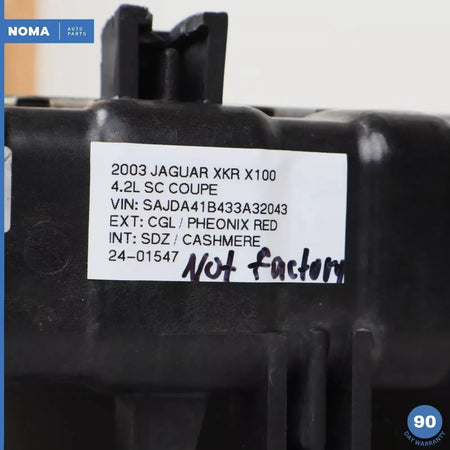 NOMA AUTO PARTS
2003 JAGUAR XKR X100
4.2L SC COUPE
VIN: SAJDA41B433A32043
EXT: CGL / PHEONIX RED
INT: SDZ / CASHMERE
24-01547 Not factory
90
DAY WARRANTY